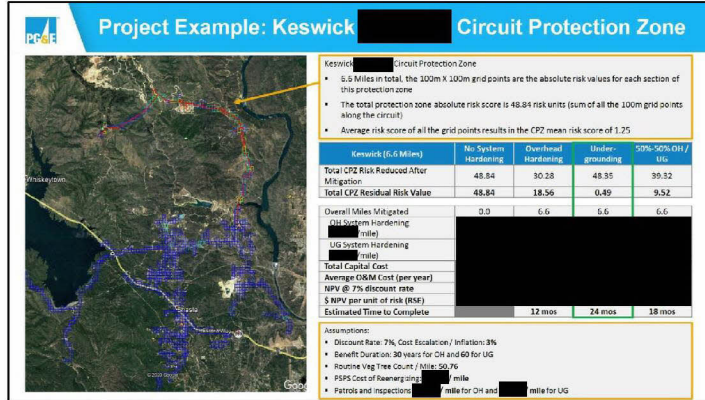 PG&E
Project Example: Keswick Circuit Protection Zone
Keswick Circuit Protection Zone
6.6 Miles in total, the 100m X 100m grid points are the absolute risk values for each section of
this protection zone
The total protection zone absolute risk score is 48.84 risk units (sum of all the 100m grid points
along the circuit)
Average risk score of all the grid points results in the CPZ mean risk score of 1.25
Keswick (6.6 Miles) No System Hardening Overhead Hardening Under-grounding 50%-50% OH / UG
Total CPZ Risk Reduced After Mitigation 48.84 30.28 48.35 39.32
Total CPZ Residual Risk Value 48.84 18.56 0.49 9.52
Overall Miles Mitigated 0.0 6.6 6.6 6.6
OH System Hardening
/mile)
UG System Hardening
/mile)
Total Capital Cost
Average O&M Cost (per year)
NPV @ 7% discount rate
$ NPV per unit of risk (RSE)
Estimated Time to Complete 12 mos 24 mos 18 mos
Assumptions:
Discount Rate: 7%, Cost Escalation / Inflation: 3%
Benefit Duration: 30 years for OH and 60 for UG
Routine Veg Tree Count / Mile: 50.76
PSPS Cost of Reenergizing: / mile
Patrols and Inspections / mile for OH and mile for UG
Whiskeytown
Shasta
Goog